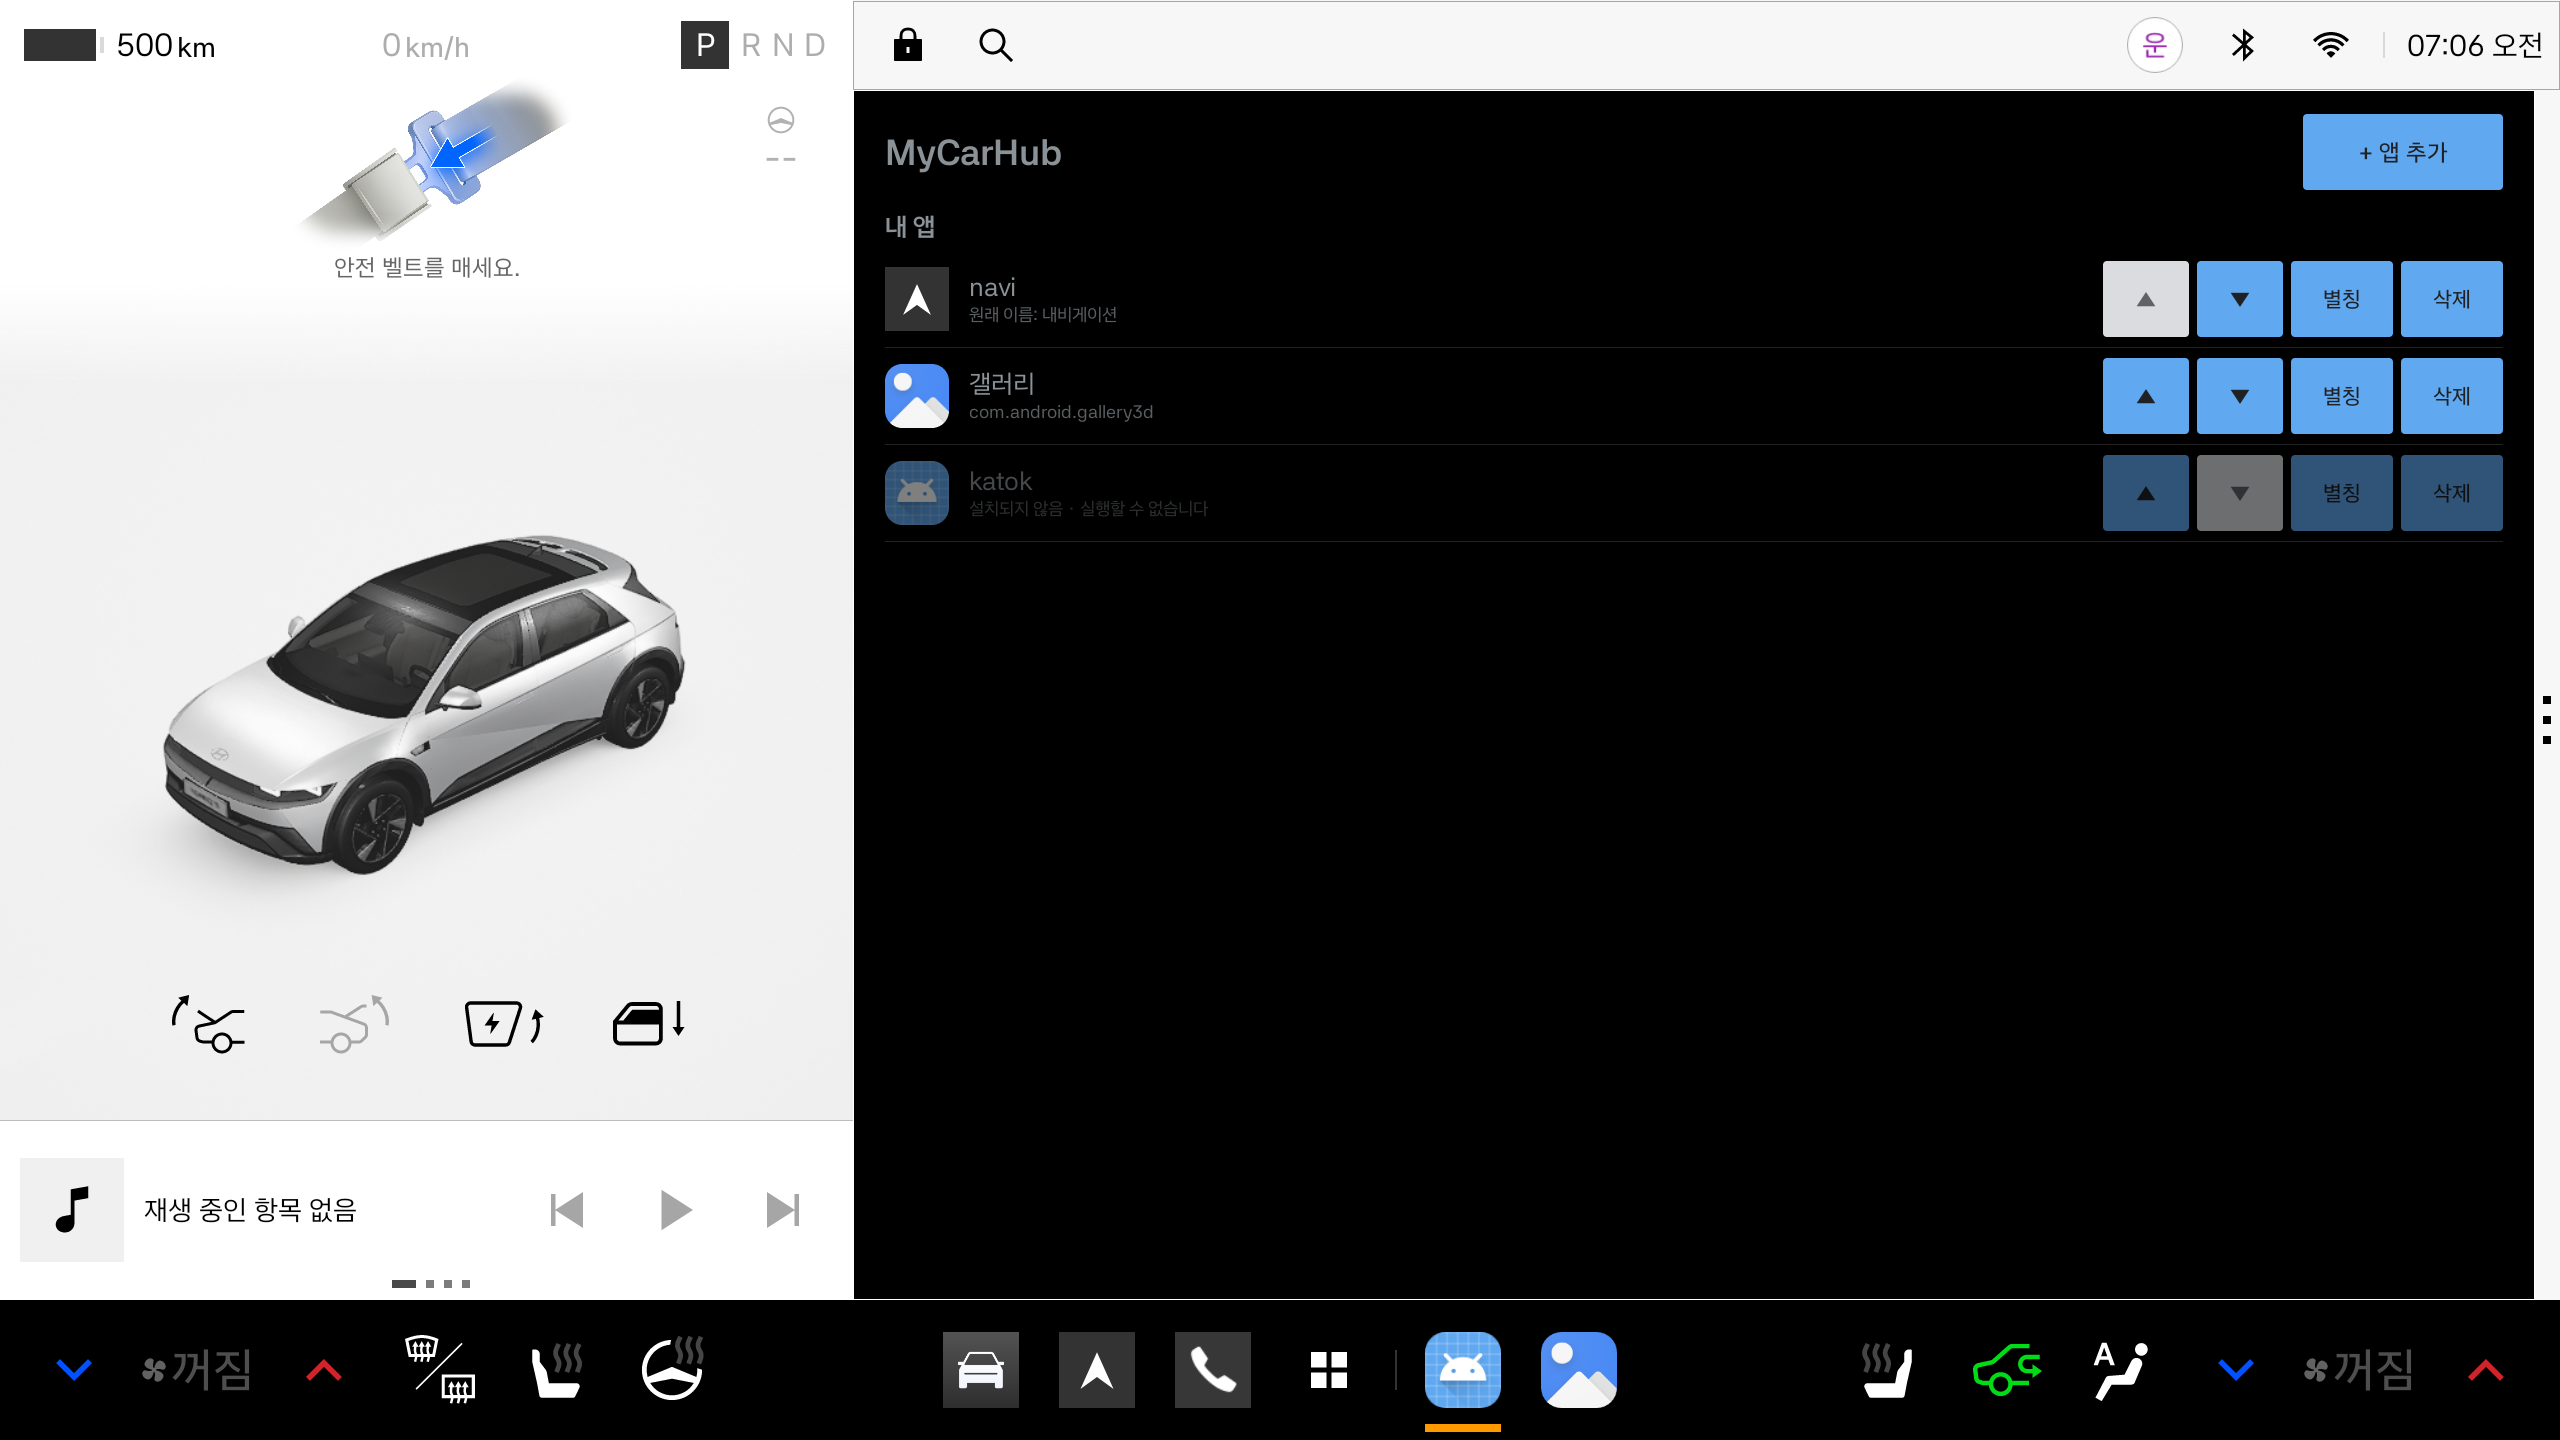 500 km
0 km/h
P R N D
운
07:06 오전
안전 벨트를 매세요.
MyCarHub
+ 앱 추가
내 앱
navi
원래 이름: 내비게이션
▲ ▼ 별칭 삭제
갤러리
com.android.gallery3d
▲ ▼ 별칭 삭제
katok
설치되지 않음 · 실행할 수 없습니다
▲ ▼ 별칭 삭제
재생 중인 항목 없음
꺼짐
A
꺼짐